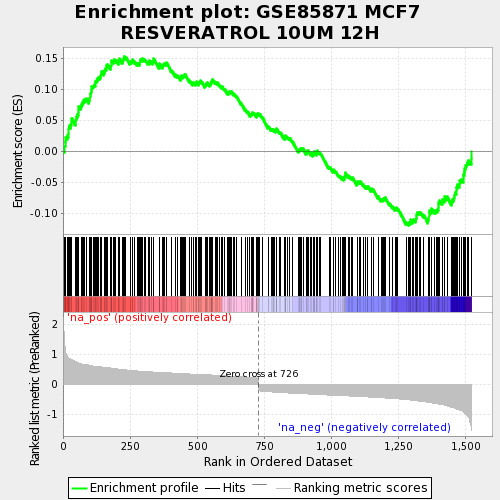 Enrichment plot: GSE85871 MCF7
RESVERATROL 10UM 12H
Enrichment score (ES)
0.15
0.10
0.05
0.00
-0.05
-0.10
Ranked list metric (PreRanked)
2
1
0
-1
'na_pos' (positively correlated)
Zero cross at 726
'na_neg' (negatively correlated)
0
250
500
750
1,000
1,250
1,500
Rank in Ordered Dataset
Enrichment profile
Hits
Ranking metric scores